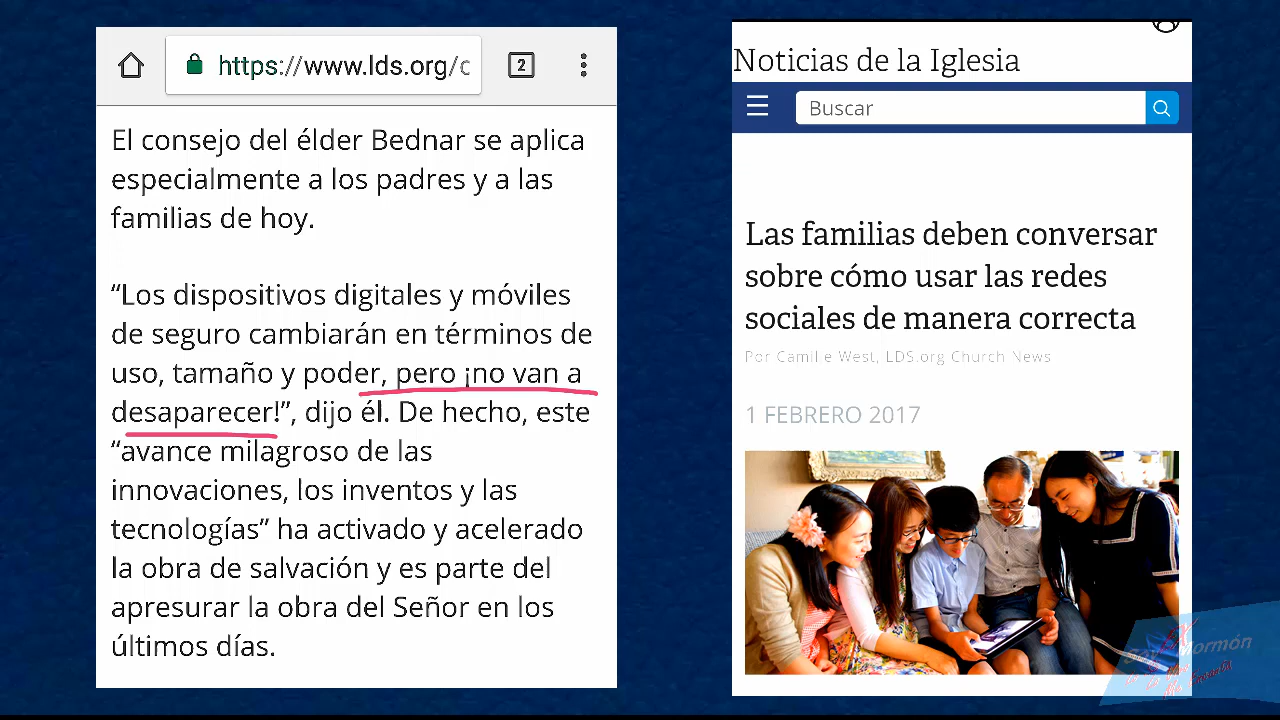 2
https://www.lds.org/c
El consejo del élder Bednar se aplica
especialmente a los padres y a las
familias de hoy.
“Los dispositivos digitales y móviles
de seguro cambiarán en términos de
uso, tamaño y poder, pero ¡no van a
desaparecer!”, dijo él. De hecho, este
“avance milagroso de las
innovaciones, los inventos y las
tecnologías” ha activado y acelerado
la obra de salvación y es parte del
apresurar la obra del Señor en los
últimos días.
Noticias de la Iglesia
Buscar
Las familias deben conversar
sobre cómo usar las redes
sociales de manera correcta
Por Camille West, LDS.org Church News
1 FEBRERO 2017
EX
Mormón